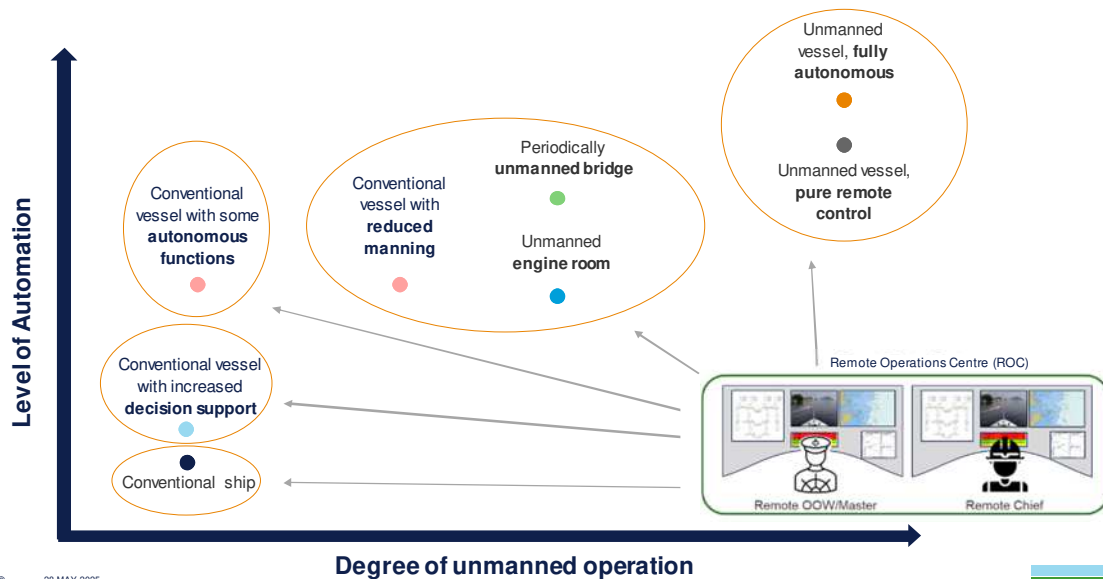 Unmanned
vessel, fully
autonomous
Unmanned vessel,
pure remote
control
Periodically
unmanned bridge
Conventional
vessel with
reduced
manning
Unmanned
engine room
Conventional
vessel with some
autonomous
functions
Conventional vessel
with increased
decision support
Conventional ship
Remote Operations Centre (ROC)
Remote OOW/Master
Remote Chief
Level of Automation
Degree of unmanned operation